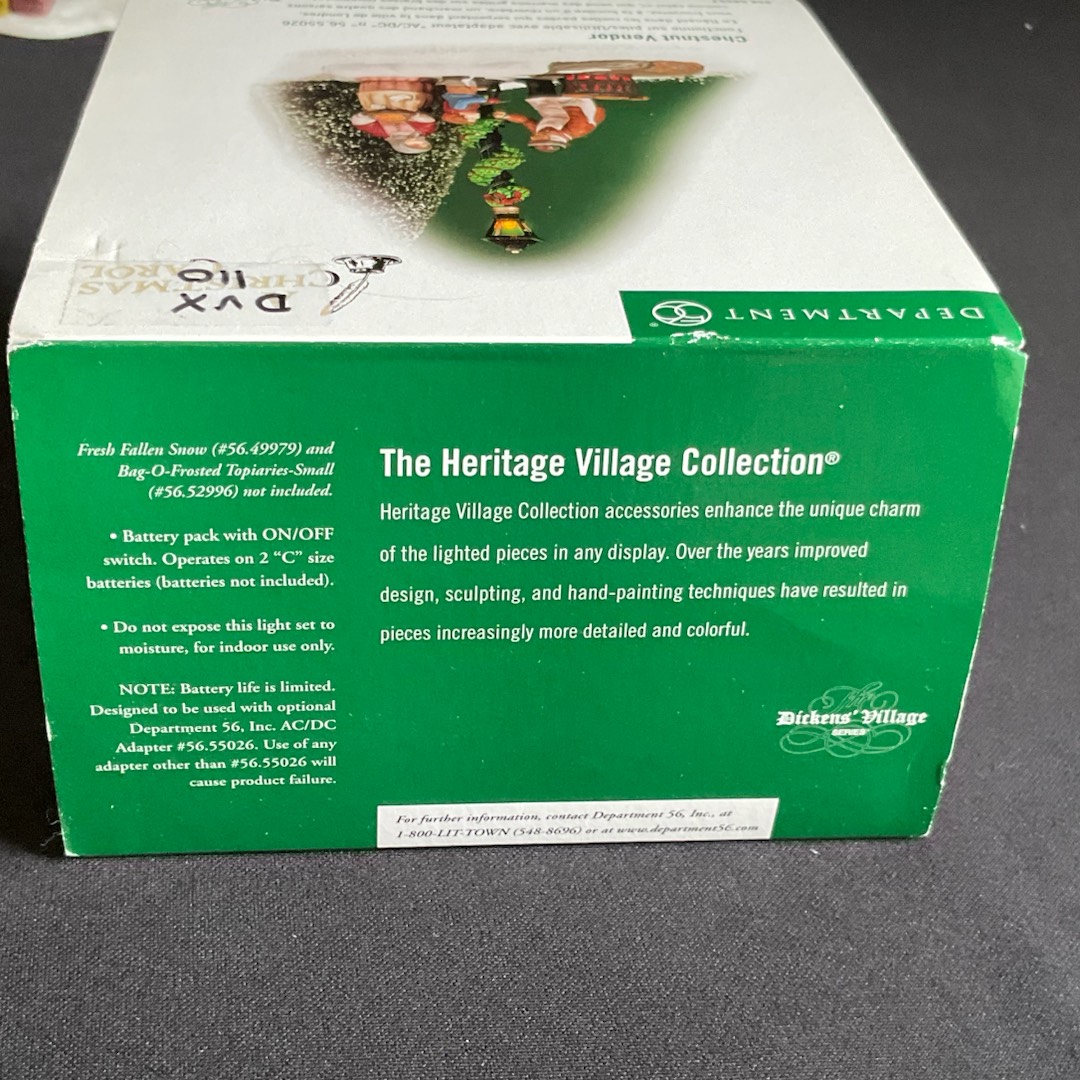 Chestnut Vendor
DEPARTMENT 56®
CHRISTMAS
CAROL
DVX
110
Fresh Fallen Snow (#56.49979) and
Bag-O-Frosted Topiaries-Small
(#56.52996) not included.
• Battery pack with ON/OFF
switch. Operates on 2 “C” size
batteries (batteries not included).
• Do not expose this light set to
moisture, for indoor use only.
NOTE: Battery life is limited.
Designed to be used with optional
Department 56, Inc. AC/DC
Adapter #56.55026. Use of any
adapter other than #56.55026 will
cause product failure.
The Heritage Village Collection®
Heritage Village Collection accessories enhance the unique charm
of the lighted pieces in any display. Over the years improved
design, sculpting, and hand-painting techniques have resulted in
pieces increasingly more detailed and colorful.
The
Dickens' Village
SERIES
For further information, contact Department 56, Inc., at
1-800-LIT-TOWN (548-8696) or at www.department56.com